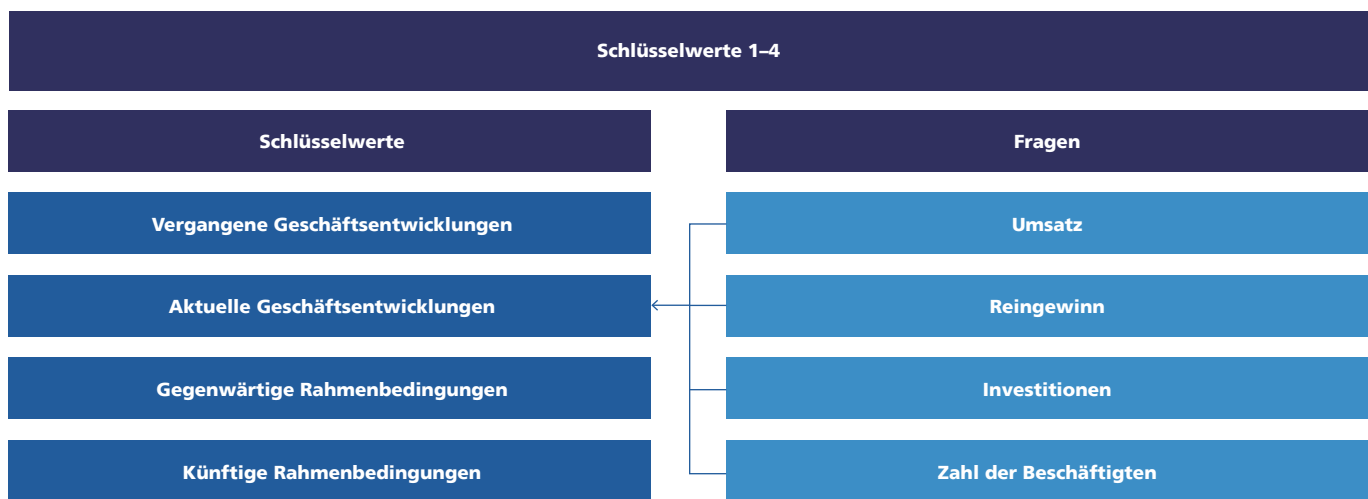 Schlüsselwerte 1–4
Schlüsselwerte
Fragen
Vergangene Geschäftsentwicklungen
Umsatz
Aktuelle Geschäftsentwicklungen
Reingewinn
Gegenwärtige Rahmenbedingungen
Investitionen
Künftige Rahmenbedingungen
Zahl der Beschäftigten